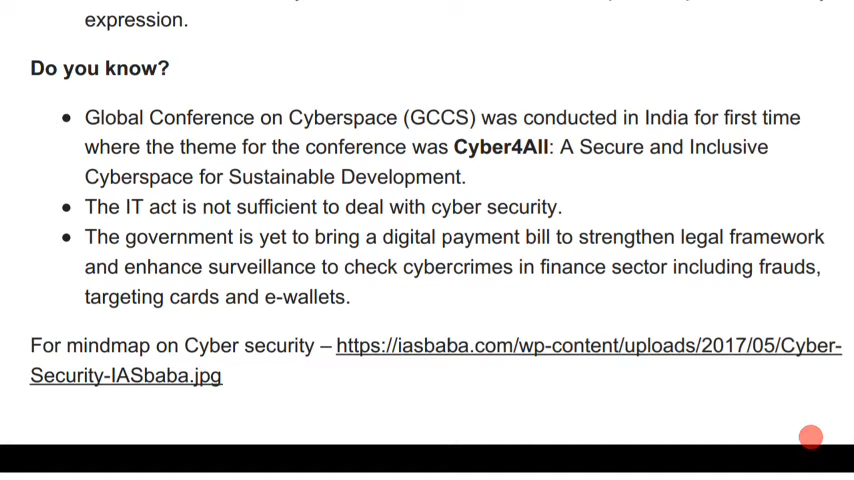 expression.
Do you know?
● Global Conference on Cyberspace (GCCS) was conducted in India for first time
where the theme for the conference was Cyber4All: A Secure and Inclusive
Cyberspace for Sustainable Development.
● The IT act is not sufficient to deal with cyber security.
● The government is yet to bring a digital payment bill to strengthen legal framework
and enhance surveillance to check cybercrimes in finance sector including frauds,
targeting cards and e-wallets.
For mindmap on Cyber security – https://iasbaba.com/wp-content/uploads/2017/05/Cyber-
Security-IASbaba.jpg